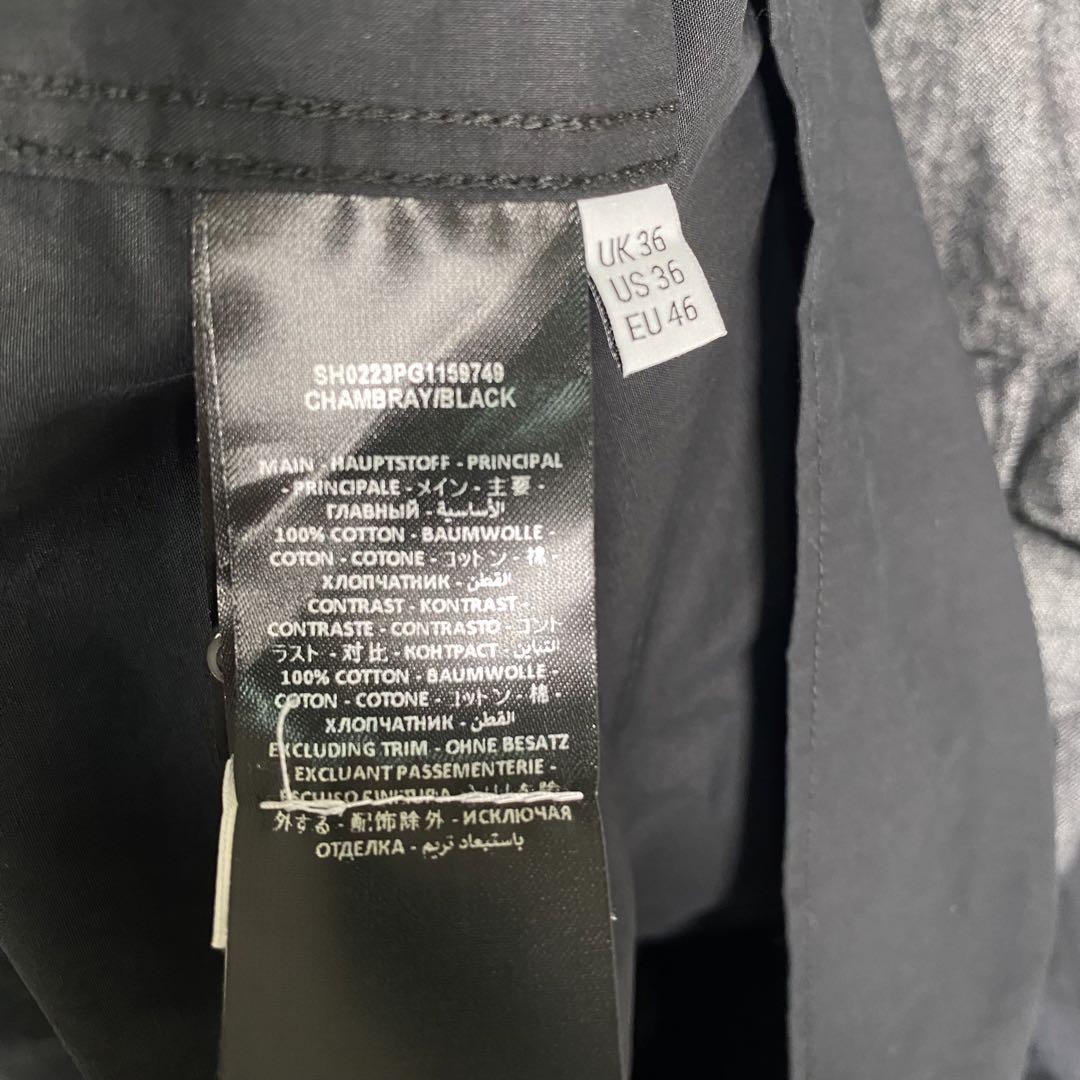 UK 36
US 36
EU 46
SH0223PG1159749
CHAMBRAY/BLACK
MAIN - HAUPTSTOFF - PRINCIPAL
- PRINCIPALE - メイン - 主要 -
ГЛАВНЫЙ - الأساسية
100% COTTON - BAUMWOLLE -
COTON - COTONE - コットン - 棉 -
ХЛОПЧАТНИК - القطن
CONTRAST - KONTRAST -
CONTRASTE - CONTRASTO - コント
ラスト - 对比 - КОНТРАСТ - التباين
100% COTTON - BAUMWOLLE -
COTON - COTONE - コットン - 棉 -
ХЛОПЧАТНИК - القطن
EXCLUDING TRIM - OHNE BESATZ
EXCLUANT PASSEMENTERIE -
ESCLUSO
外する - 配饰除外 - ИСКЛЮЧАЯ
ОТДЕЛКА - باستبعاد تريم